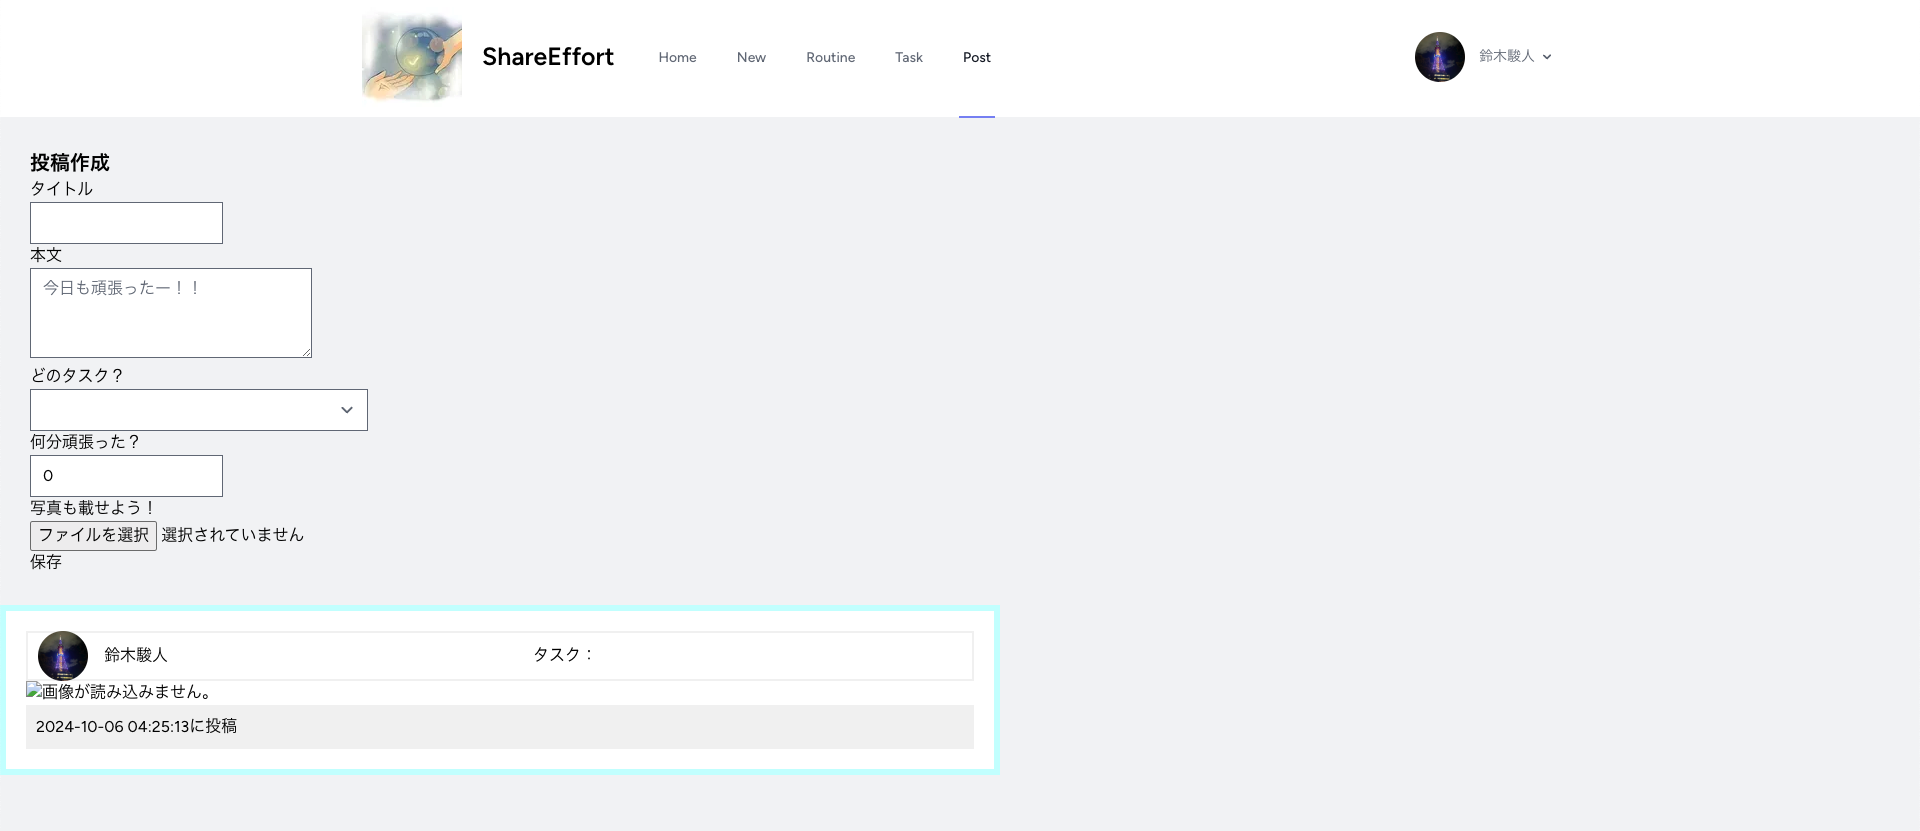 ShareEffort
Home
New
Routine
Task
Post
鈴木駿人
投稿作成
タイトル
本文
今日も頑張ったー！！
どのタスク？
何分頑張った？
0
写真も載せよう！
ファイルを選択 選択されていません
保存
鈴木駿人
タスク：
画像が読み込みません。
2024-10-06 04:25:13に投稿